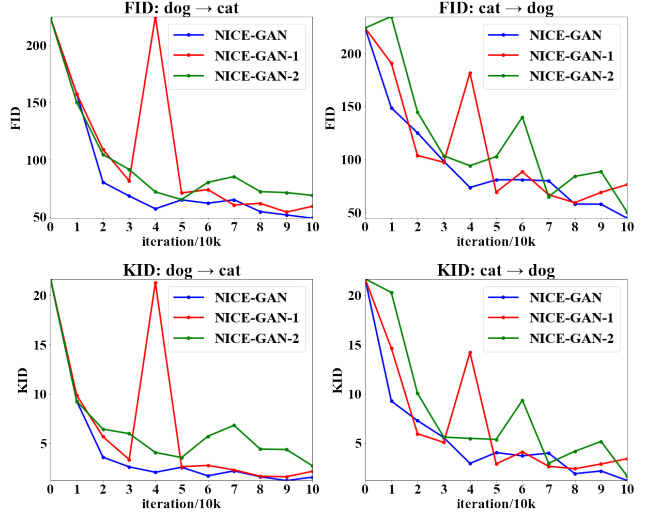 FID: dog → cat
FID
200
150
100
50
0 1 2 3 4 5 6 7 8 9 10
iteration/10k
NICE-GAN
NICE-GAN-1
NICE-GAN-2
FID: cat → dog
FID
200
150
100
50
0 1 2 3 4 5 6 7 8 9 10
iteration/10k
NICE-GAN
NICE-GAN-1
NICE-GAN-2
KID: dog → cat
KID
20
15
10
5
0 1 2 3 4 5 6 7 8 9 10
iteration/10k
NICE-GAN
NICE-GAN-1
NICE-GAN-2
KID: cat → dog
KID
20
15
10
5
0 1 2 3 4 5 6 7 8 9 10
iteration/10k
NICE-GAN
NICE-GAN-1
NICE-GAN-2